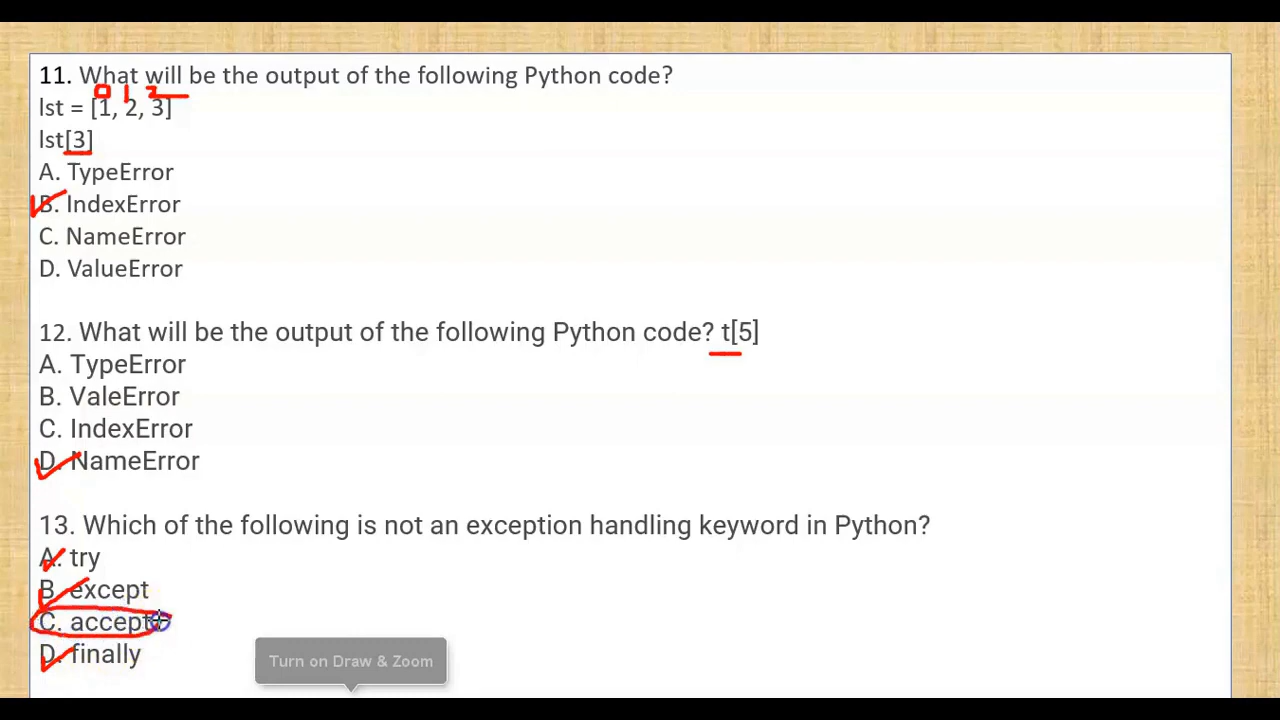 11. What will be the output of the following Python code?
0 1 2
lst = [1, 2, 3]
lst[3]
A. TypeError
B. IndexError
C. NameError
D. ValueError
12. What will be the output of the following Python code? t[5]
A. TypeError
B. ValeError
C. IndexError
D. NameError
13. Which of the following is not an exception handling keyword in Python?
A. try
B. except
C. accept
D. finally
Turn on Draw & Zoom